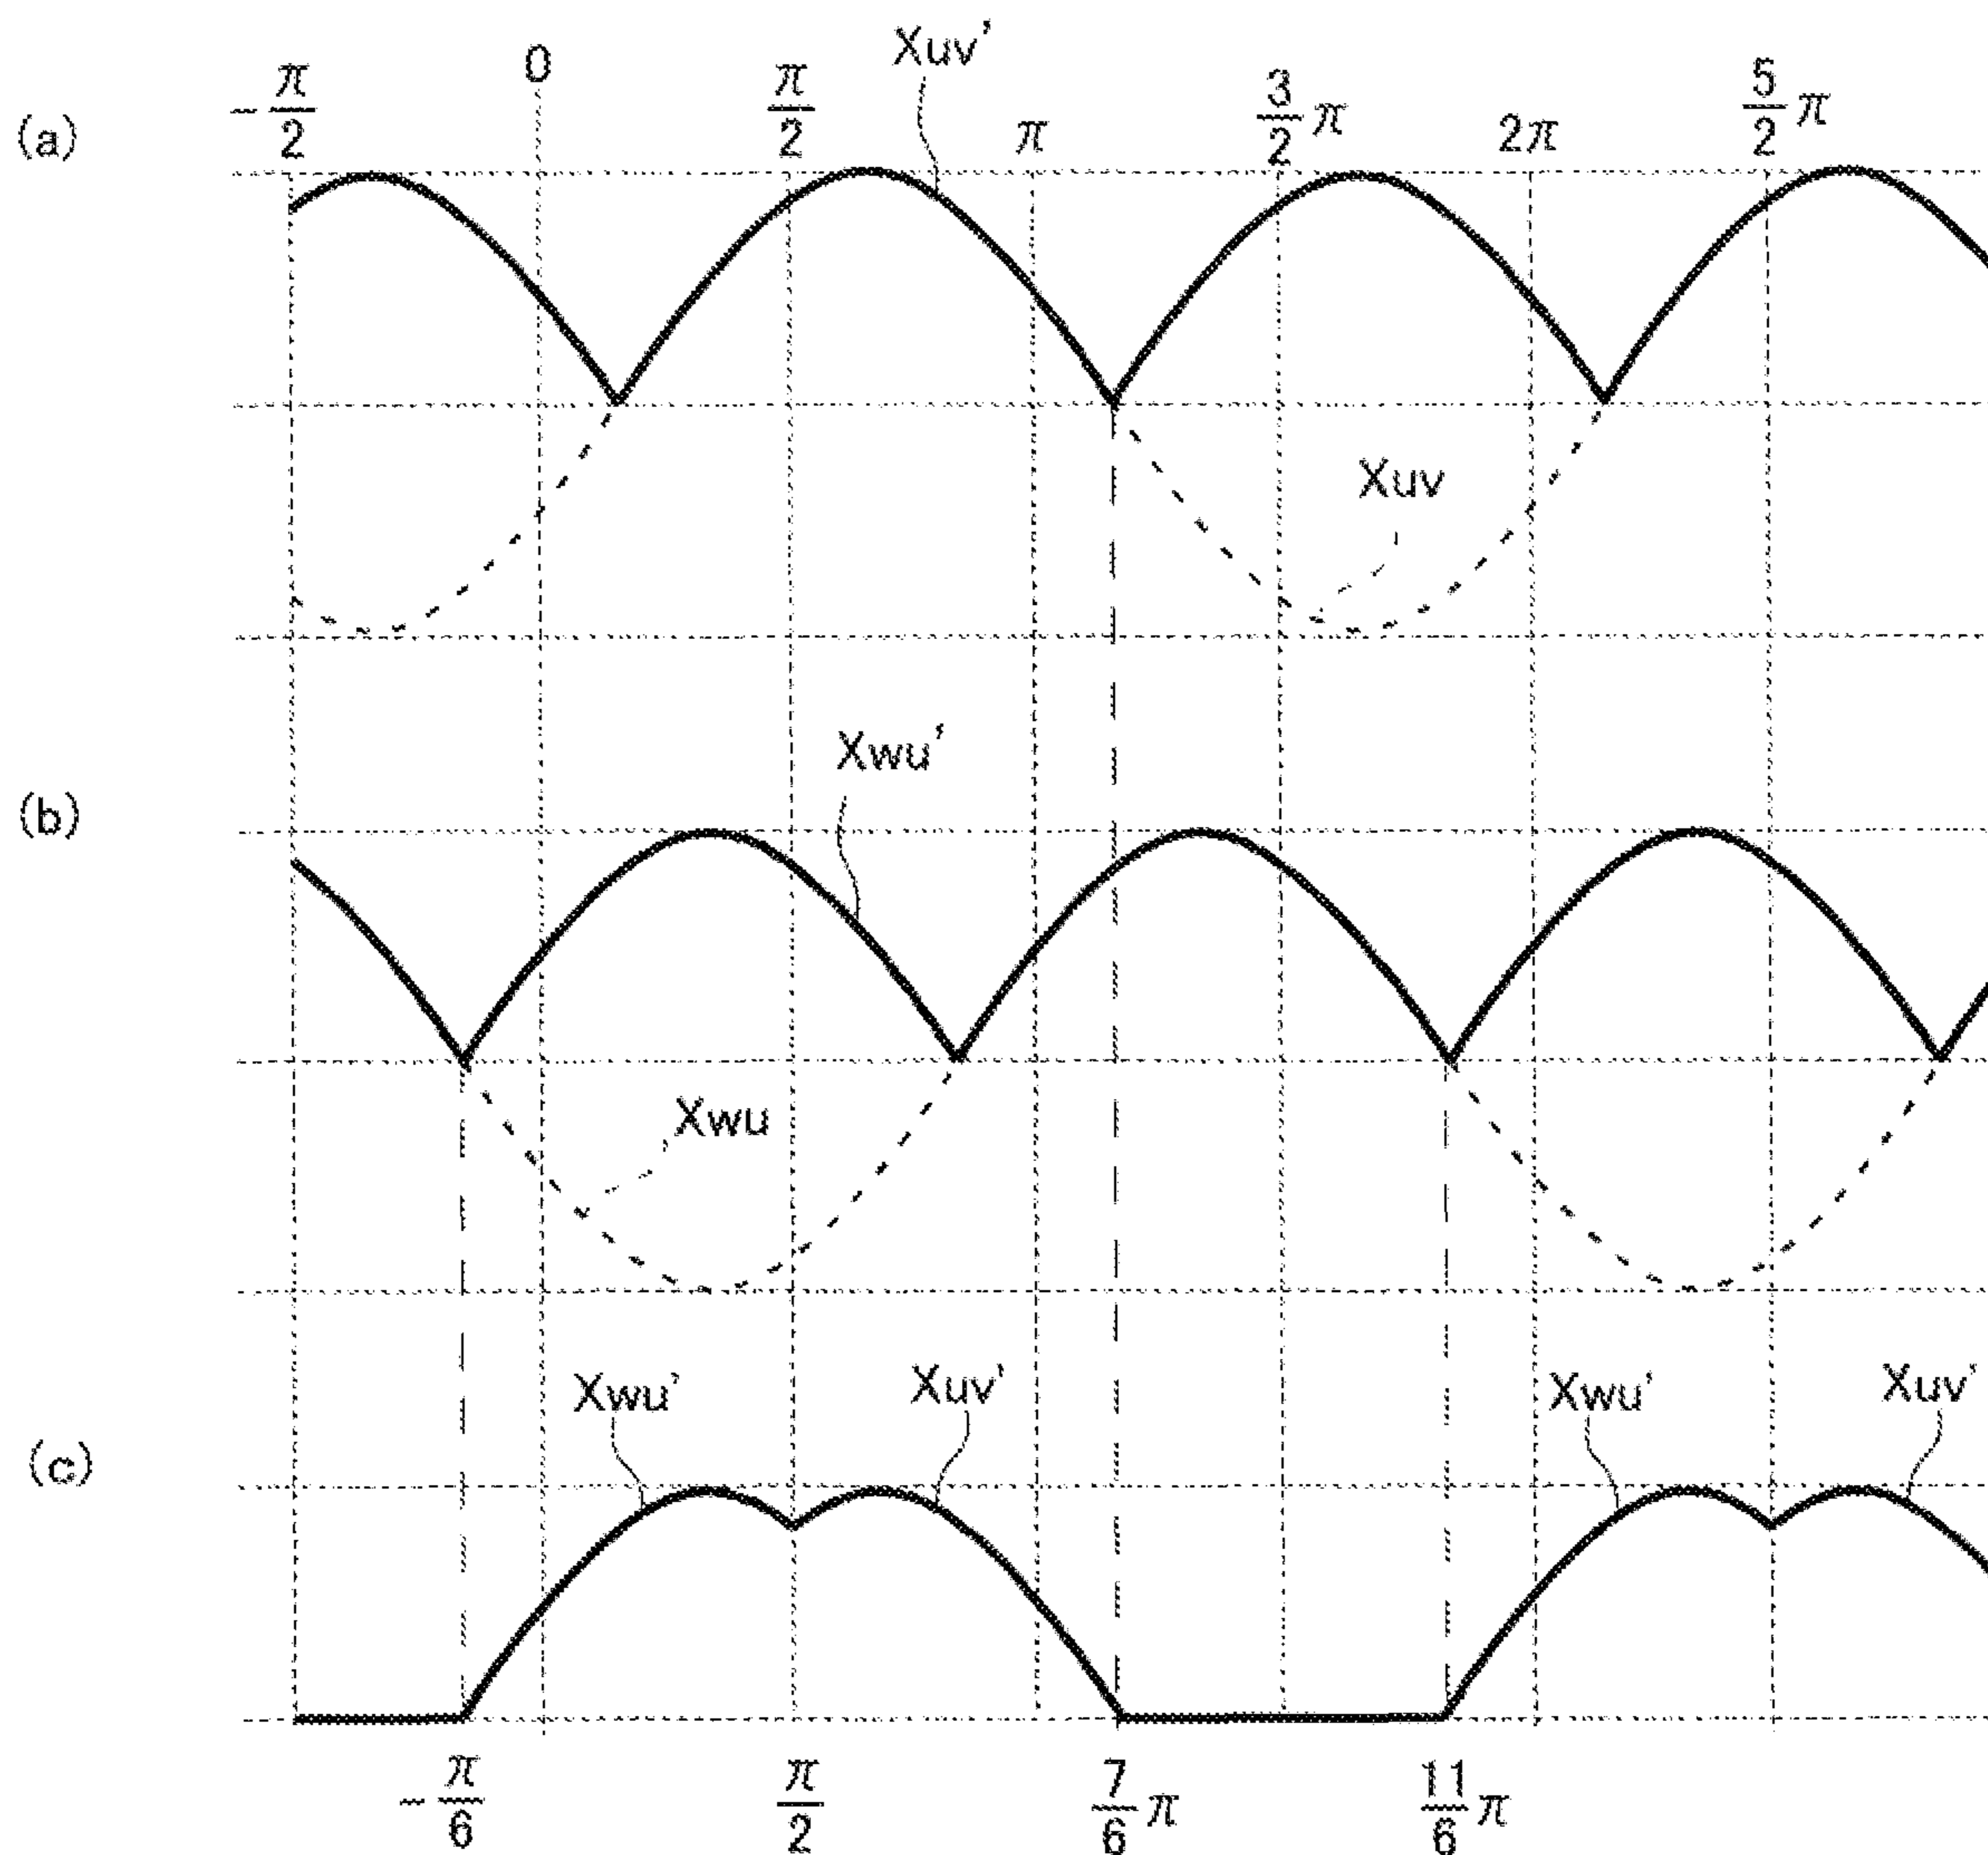 (a)
-π/2
0
π/2
Xuv'
π
3/2 π
2π
5/2 π
Xuv
(b)
Xwu'
Xwu
(c)
Xwu'
Xuv'
Xwu'
Xuv'
-π/6
π/2
7/6 π
11/6 π